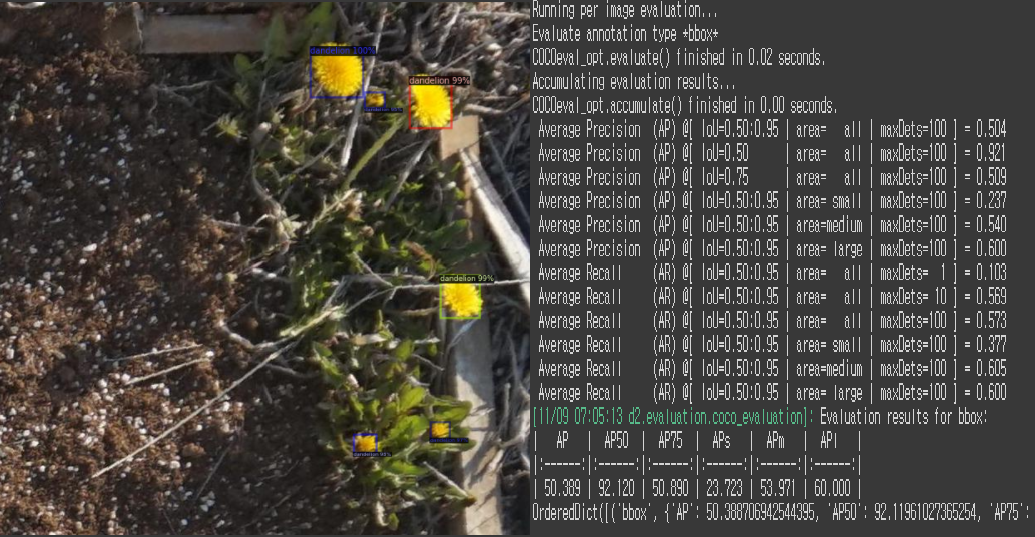 dandelion 100%
dandelion 99%
dandelion 99%
dandelion 98%
Running per image evaluation...
Evaluate annotation type *bbox*
COCOeval_opt.evaluate() finished in 0.02 seconds.
Accumulating evaluation results...
COCOeval_opt.accumulate() finished in 0.00 seconds.
Average Precision (AP) @[ IoU=0.50:0.95 | area= all | maxDets=100 ] = 0.504
Average Precision (AP) @[ IoU=0.50 | area= all | maxDets=100 ] = 0.921
Average Precision (AP) @[ IoU=0.75 | area= all | maxDets=100 ] = 0.509
Average Precision (AP) @[ IoU=0.50:0.95 | area= small | maxDets=100 ] = 0.237
Average Precision (AP) @[ IoU=0.50:0.95 | area=medium | maxDets=100 ] = 0.540
Average Precision (AP) @[ IoU=0.50:0.95 | area= large | maxDets=100 ] = 0.600
Average Recall (AR) @[ IoU=0.50:0.95 | area= all | maxDets= 1 ] = 0.103
Average Recall (AR) @[ IoU=0.50:0.95 | area= all | maxDets= 10 ] = 0.569
Average Recall (AR) @[ IoU=0.50:0.95 | area= all | maxDets=100 ] = 0.573
Average Recall (AR) @[ IoU=0.50:0.95 | area= small | maxDets=100 ] = 0.377
Average Recall (AR) @[ IoU=0.50:0.95 | area=medium | maxDets=100 ] = 0.605
Average Recall (AR) @[ IoU=0.50:0.95 | area= large | maxDets=100 ] = 0.600
[11/09 07:05:13 d2.evaluation.coco_evaluation]: Evaluation results for bbox:
| AP | AP50 | AP75 | APs | APm | APl |
|:------:|:------:|:------:|:------:|:------:|:------:|
| 50.389 | 92.120 | 50.890 | 23.723 | 53.971 | 60.000 |
OrderedDict([('bbox', {'AP': 50.388706942544395, 'AP50': 92.11961027365254, 'AP75':